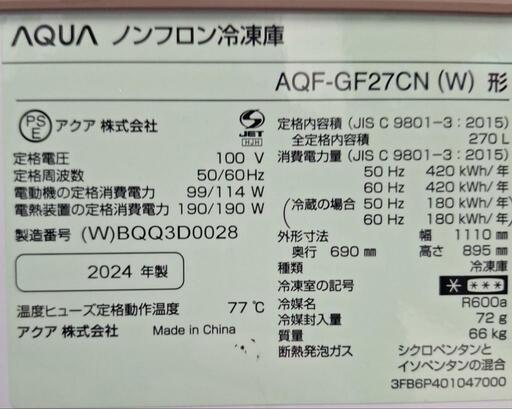 AQUA ノンフロン冷凍庫
AQF-GF27CN (W) 形
PS E アクア 株式会社
JET
HJH
定格電圧 100 V
定格周波数 50/60Hz
電動機の定格消費電力 99/114 W
電熱装置の定格消費電力 190/190 W
製造番号 (W)BQQ3D0028
2024 年製
温度ヒューズ定格動作温度 77℃
アクア 株式会社 Made in China
定格内容積 (JIS C 9801-3 : 2015)
全定格内容積 270 L
消費電力量 (JIS C 9801-3 : 2015)
50 Hz 420 kWh/年
60 Hz 420 kWh/年
(冷蔵の場合 50 Hz 180 kWh/年
60 Hz 180 kWh/年)
外形寸法 幅 1110 mm
奥行 690 mm 高さ 895 mm
種類 冷凍庫
冷凍室の記号 * ***
冷媒名 R600a
冷媒封入量 72 g
質量 66 kg
断熱発泡ガス シクロペンタンと
イソペンタンの混合
3FB6P401047000